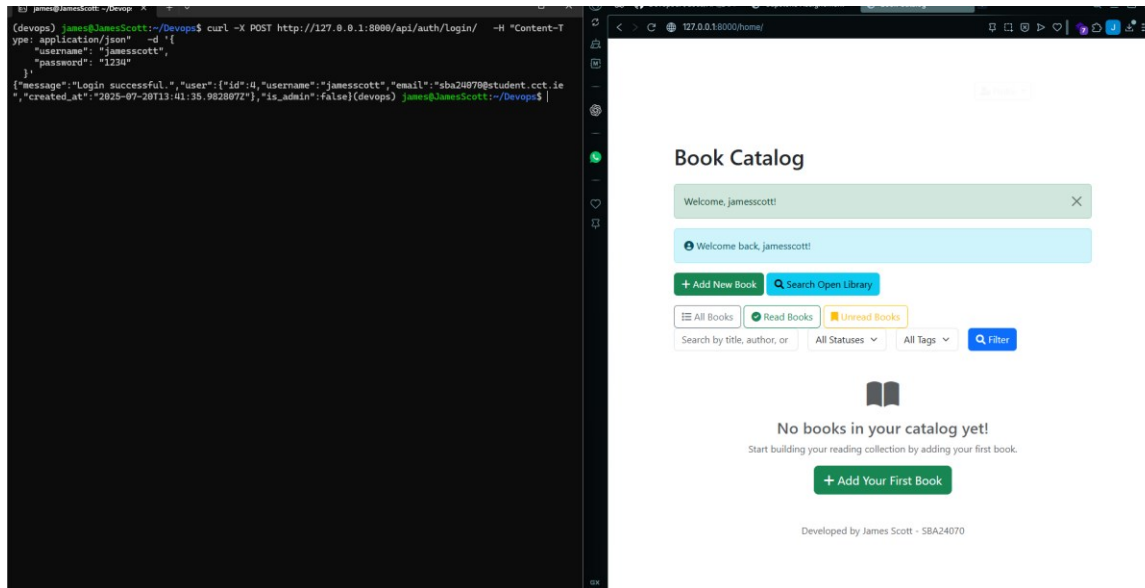 james@JamesScott: ~/Devop:
(devops) james@JamesScott:~/Devops$ curl -X POST http://127.0.0.1:8000/api/auth/login/ -H "Content-T
ype: application/json" -d '{
"username": "jamesscott",
"password": "1234"
}'
{"message":"Login successful.","user":{"id":4,"username":"jamesscott","email":"sba24070@student.cct.ie
","created_at":"2025-07-20T13:41:35.982807Z"},"is_admin":false}(devops) james@JamesScott:~/Devops$
127.0.0.1:8000/home/
Book Catalog
Welcome, jamesscott!
Welcome back, jamesscott!
+ Add New Book
Search Open Library
All Books
Read Books
Unread Books
Search by title, author, or
All Statuses
All Tags
Filter
No books in your catalog yet!
Start building your reading collection by adding your first book.
+ Add Your First Book
Developed by James Scott - SBA24070